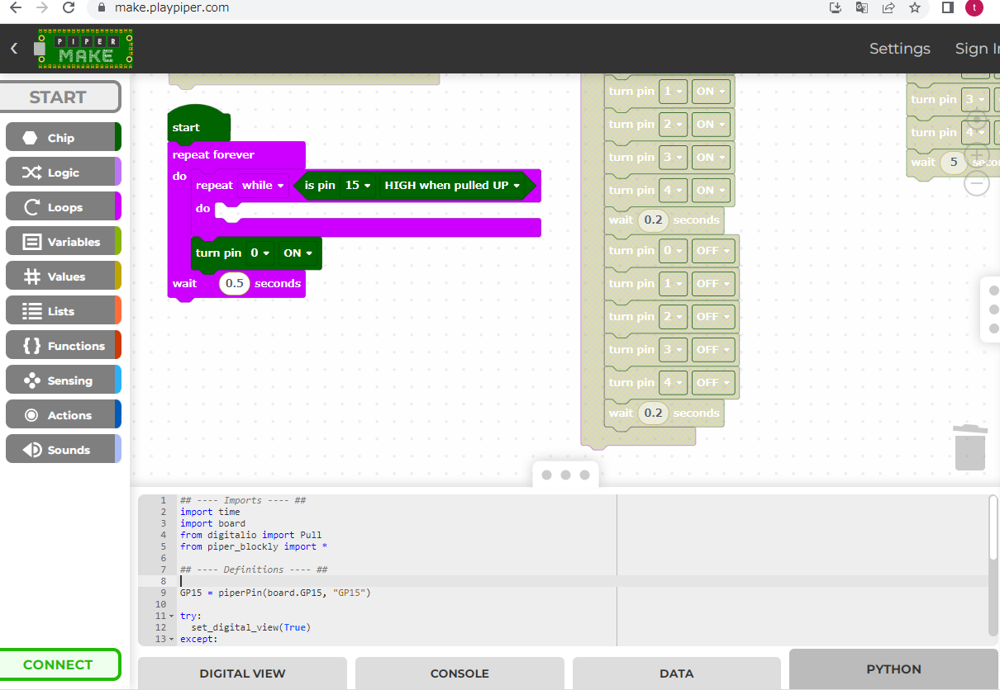 make.playpiper.com
t
PIPER
MAKE
Settings
Sign I
START
Chip
Logic
Loops
Variables
Values
Lists
Functions
Sensing
Actions
Sounds
CONNECT
start
repeat forever
do
repeat while is pin 15 HIGH when pulled UP
do
turn pin 0 ON
wait 0.5 seconds
turn pin 1 ON
turn pin 2 ON
turn pin 3 ON
turn pin 4 ON
wait 0.2 seconds
turn pin 0 OFF
turn pin 1 OFF
turn pin 2 OFF
turn pin 3 OFF
turn pin 4 OFF
wait 0.2 seconds
turn pin 3
turn pin 4
wait 5 secon
1 ## ---- Imports ---- ##
2 import time
3 import board
4 from digitalio import Pull
5 from piper_blockly import *
6
7 ## ---- Definitions ---- ##
8
9 GP15 = piperPin(board.GP15, "GP15")
10
11 try:
12 set_digital_view(True)
13 except:
DIGITAL VIEW
CONSOLE
DATA
PYTHON